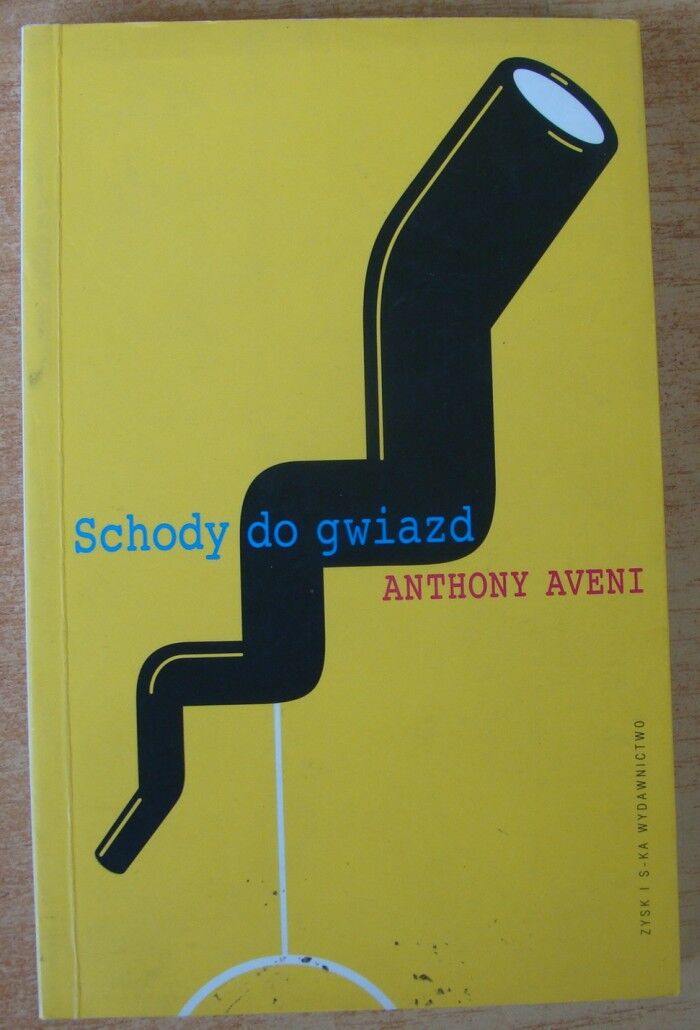 Schody do gwiazd
ANTHONY AVENI
ZYSK I S-KA WYDAWNICTWO